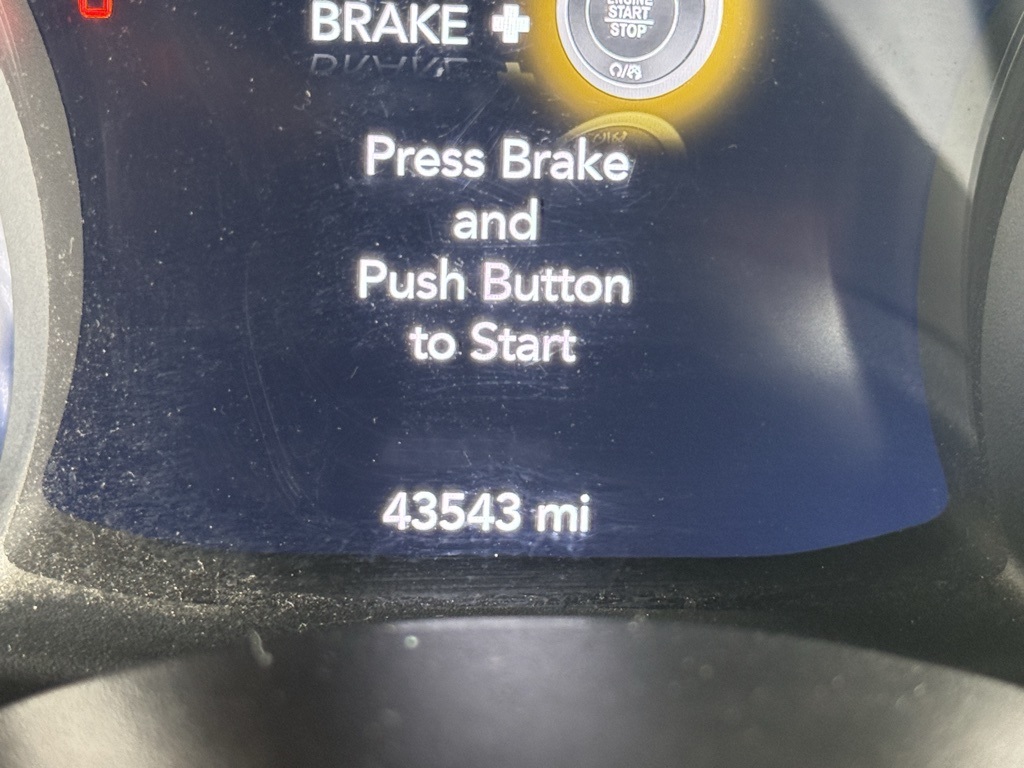 BRAKE +
ENGINE
START
STOP
Press Brake
and
Push Button
to Start
43543 mi